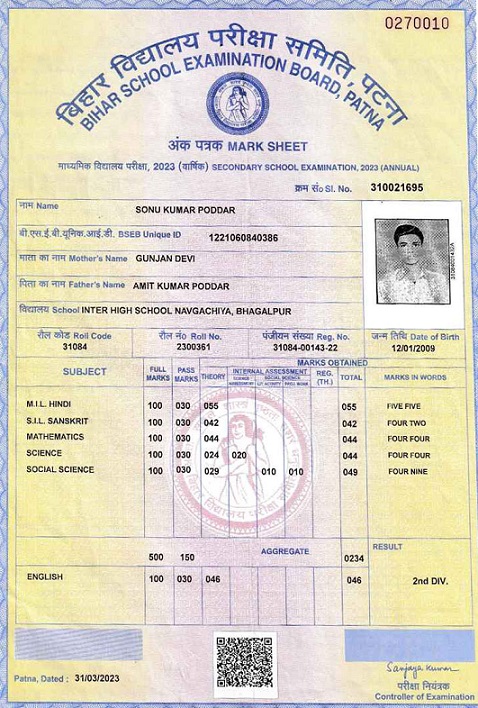 0270010
बिहार विद्यालय परीक्षा समिति, पटना
BIHAR SCHOOL EXAMINATION BOARD, PATNA
अंक पत्रक MARK SHEET
माध्यमिक विद्यालय परीक्षा, 2023 (वार्षिक) SECONDARY SCHOOL EXAMINATION, 2023 (ANNUAL)
क्रम सं० Sl. No. 310021695
नाम Name SONU KUMAR PODDAR
बी.एस.ई.बी.यूनिक.आई.डी. BSEB Unique ID 1221060840386
माता का नाम Mother's Name GUNJAN DEVI
पिता का नाम Father's Name AMIT KUMAR PODDAR
विद्यालय School INTER HIGH SCHOOL NAVGACHIYA, BHAGALPUR
रौल कोड Roll Code रौल नं० Roll No. पंजीयन संख्या Reg. No. जन्म तिथि Date of Birth
31084 2300361 31084-00143-22 12/01/2009
MARKS OBTAINED
SUBJECT FULL MARKS PASS MARKS THEORY INTERNAL ASSESSMENT REG. (TH.) TOTAL MARKS IN WORDS
SCIENCE SOCIAL SCIENCE
M.I.L. HINDI 100 030 055 055 FIVE FIVE
S.I.L. SANSKRIT 100 030 042 042 FOUR TWO
MATHEMATICS 100 030 044 044 FOUR FOUR
SCIENCE 100 030 024 020 044 FOUR FOUR
SOCIAL SCIENCE 100 030 029 010 010 049 FOUR NINE
500 150 AGGREGATE 0234 RESULT
ENGLISH 100 030 046 046 2nd DIV.
Sanjaya Kumar
Patna, Dated : 31/03/2023
परीक्षा नियंत्रक
Controller of Examination